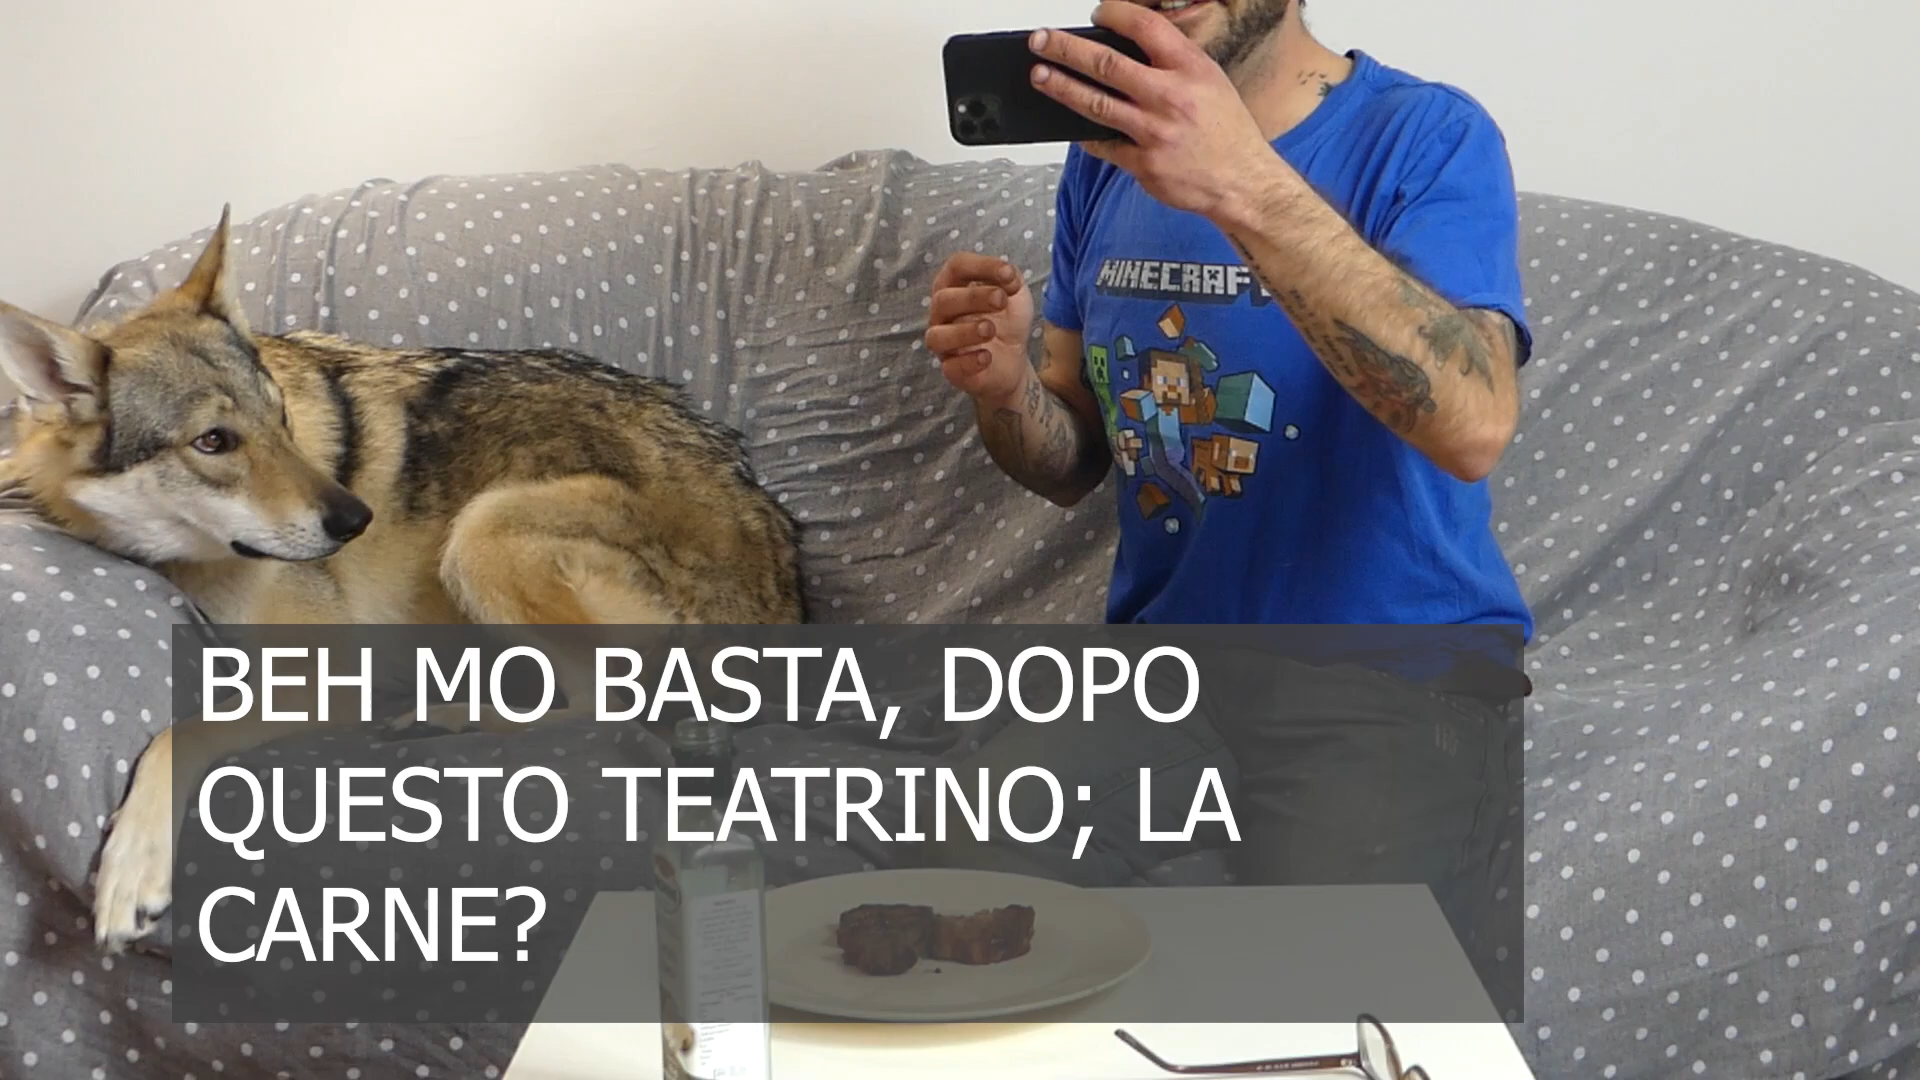 MINECRAF
BEH MO BASTA, DOPO
QUESTO TEATRINO; LA
CARNE?